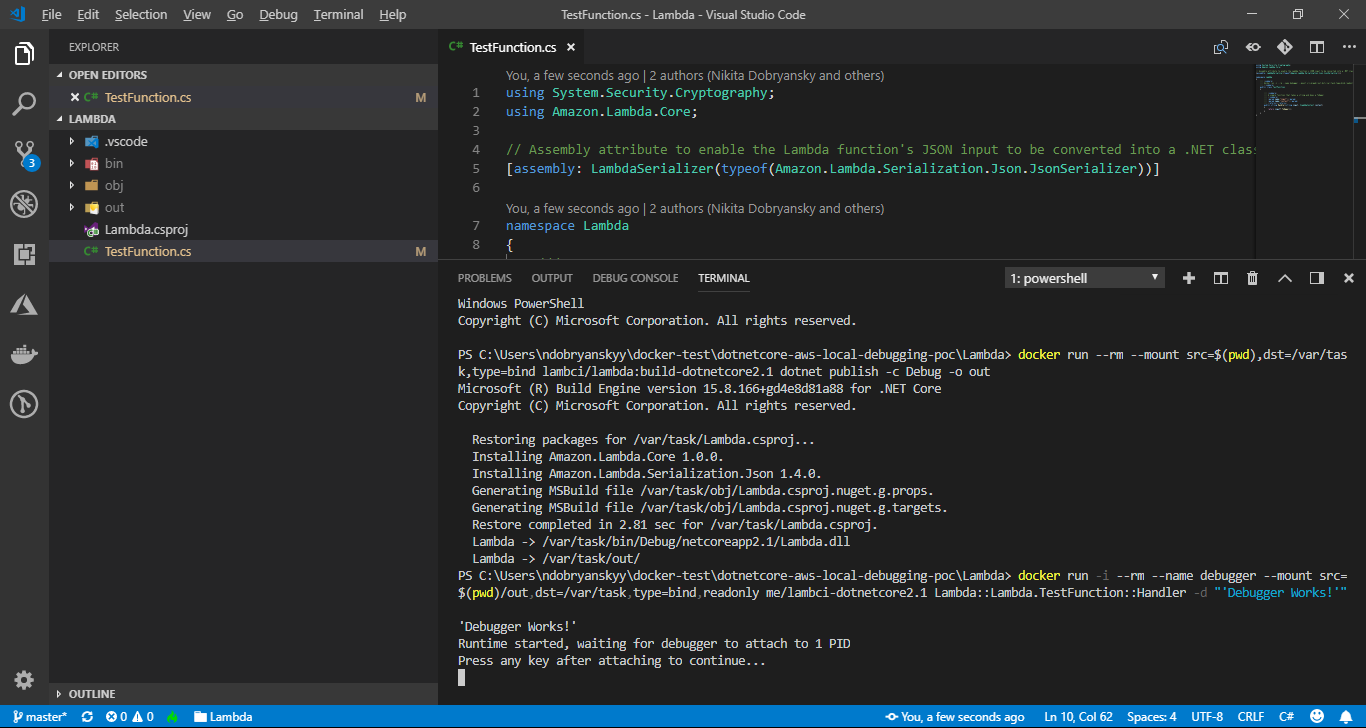 File Edit Selection View Go Debug Terminal Help TestFunction.cs - Lambda - Visual Studio Code
EXPLORER
OPEN EDITORS
TestFunction.cs M
LAMBDA
.vscode
bin
obj
out
Lambda.csproj
TestFunction.cs M
OUTLINE
3
C# TestFunction.cs
You, a few seconds ago | 2 authors (Nikita Dobryansky and others)
1 using System.Security.Cryptography;
2 using Amazon.Lambda.Core;
3
4 // Assembly attribute to enable the Lambda function's JSON input to be converted into a .NET clas
5 [assembly: LambdaSerializer(typeof(Amazon.Lambda.Serialization.Json.JsonSerializer))]
6
You, a few seconds ago | 2 authors (Nikita Dobryansky and others)
7 namespace Lambda
8 {
PROBLEMS OUTPUT DEBUG CONSOLE TERMINAL 1: powershell
Windows PowerShell
Copyright (C) Microsoft Corporation. All rights reserved.
PS C:\Users\ndobryanskyy\docker-test\dotnetcore-aws-local-debugging-poc\Lambda> docker run --rm --mount src=$(pwd),dst=/var/tas
k,type=bind lambci/lambda:build-dotnetcore2.1 dotnet publish -c Debug -o out
Microsoft (R) Build Engine version 15.8.166+gd4e8d81a88 for .NET Core
Copyright (C) Microsoft Corporation. All rights reserved.
Restoring packages for /var/task/Lambda.csproj...
Installing Amazon.Lambda.Core 1.0.0.
Installing Amazon.Lambda.Serialization.Json 1.4.0.
Generating MSBuild file /var/task/obj/Lambda.csproj.nuget.g.props.
Generating MSBuild file /var/task/obj/Lambda.csproj.nuget.g.targets.
Restore completed in 2.81 sec for /var/task/Lambda.csproj.
Lambda -> /var/task/bin/Debug/netcoreapp2.1/Lambda.dll
Lambda -> /var/task/out/
PS C:\Users\ndobryanskyy\docker-test\dotnetcore-aws-local-debugging-poc\Lambda> docker run -i --rm --name debugger --mount src=
$(pwd)/out,dst=/var/task,type=bind,readonly me/lambci-dotnetcore2.1 Lambda::Lambda.TestFunction::Handler -d "'Debugger Works!'"
'Debugger Works!'
Runtime started, waiting for debugger to attach to 1 PID
Press any key after attaching to continue...
master* 0 0 Lambda You, a few seconds ago Ln 10, Col 62 Spaces: 4 UTF-8 CRLF C#